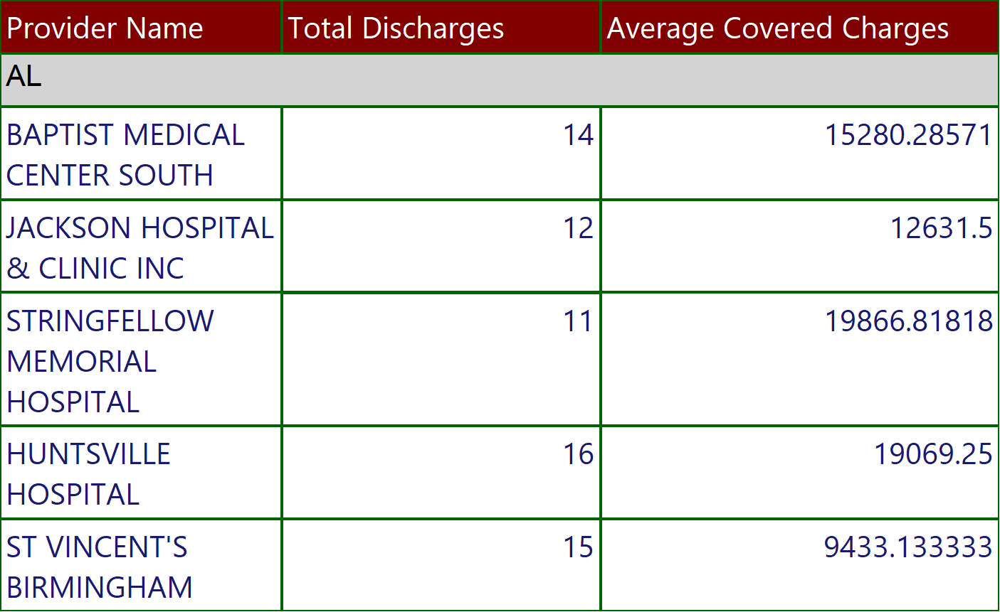 Provider Name Total Discharges Average Covered Charges
AL
BAPTIST MEDICAL 14 15280.28571
CENTER SOUTH
JACKSON HOSPITAL 12 12631.5
& CLINIC INC
STRINGFELLOW 11 19866.81818
MEMORIAL
HOSPITAL
HUNTSVILLE 16 19069.25
HOSPITAL
ST VINCENT'S 15 9433.133333
BIRMINGHAM